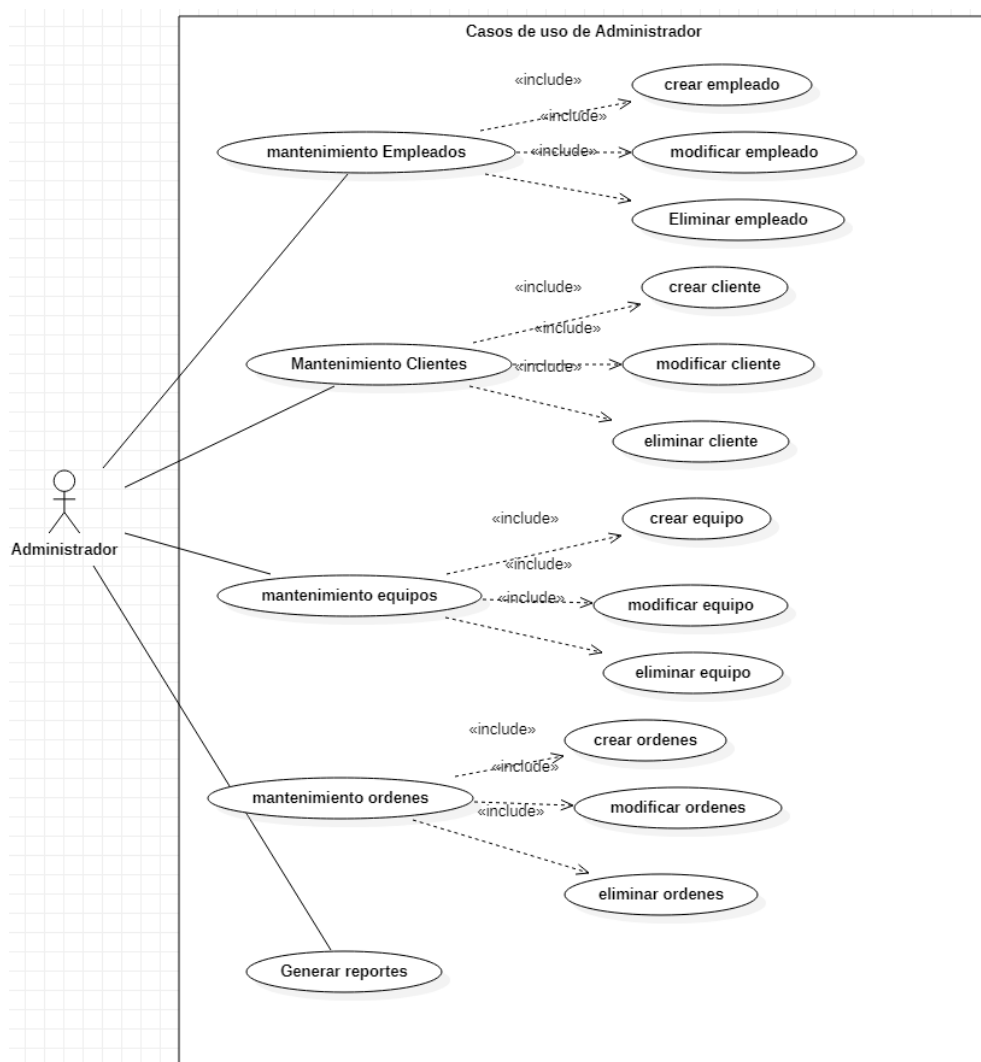 Casos de uso de Administrador
«include»
crear empleado
«include»
mantenimiento Empleados
«include»
modificar empleado
Eliminar empleado
«include»
crear cliente
«include»
Mantenimiento Clientes
«include»
modificar cliente
eliminar cliente
Administrador
«include»
crear equipo
«include»
mantenimiento equipos
«include»
modificar equipo
eliminar equipo
«include»
crear ordenes
«include»
mantenimiento ordenes
«include»
modificar ordenes
eliminar ordenes
Generar reportes